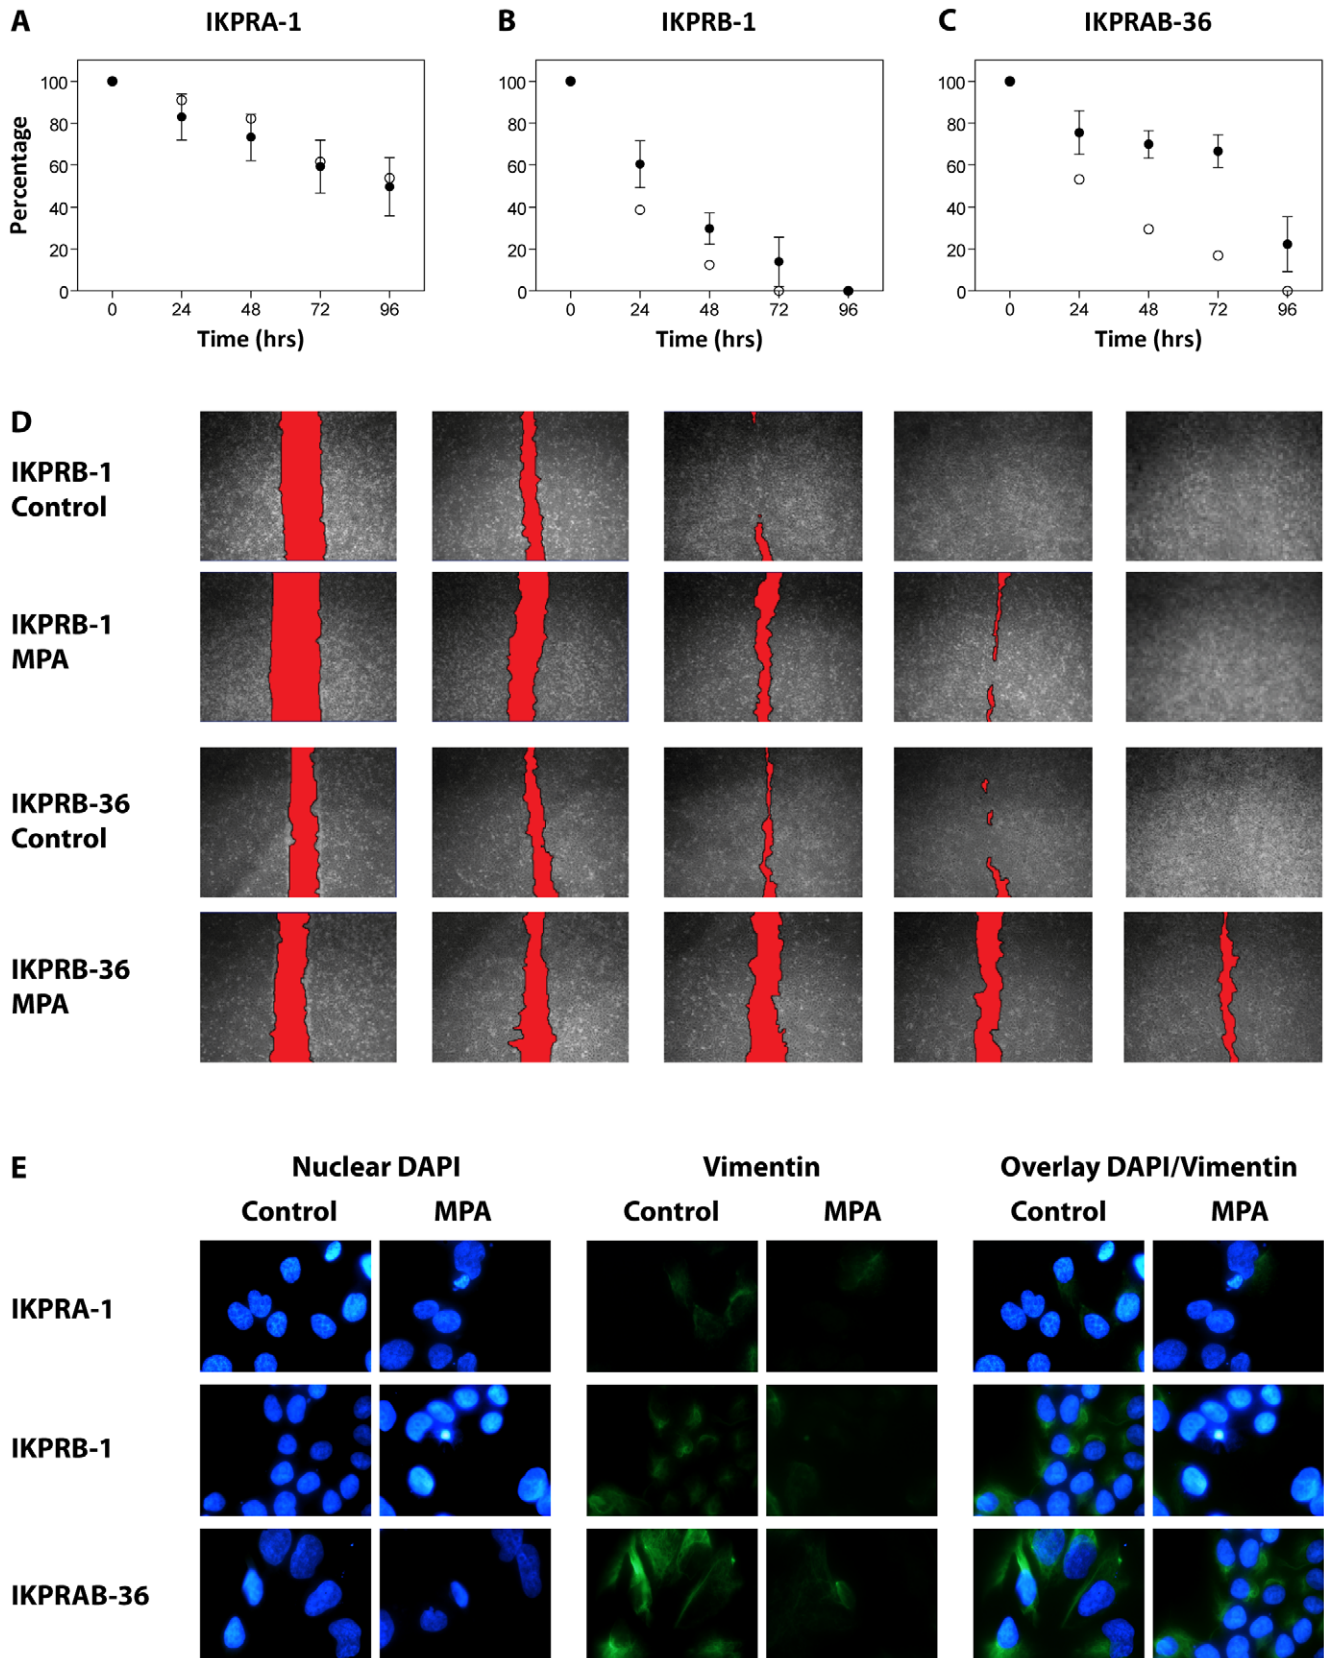 A IKPRA-1
B IKPRB-1
C IKPRAB-36
Percentage
100
80
60
40
20
0
0 24 48 72 96
Time (hrs)
100
80
60
40
20
0
0 24 48 72 96
Time (hrs)
100
80
60
40
20
0
0 24 48 72 96
Time (hrs)
D
IKPRB-1
Control
IKPRB-1
MPA
IKPRB-36
Control
IKPRB-36
MPA
E
Nuclear DAPI Vimentin Overlay DAPI/Vimentin
Control MPA Control MPA Control MPA
IKPRA-1
IKPRB-1
IKPRAB-36